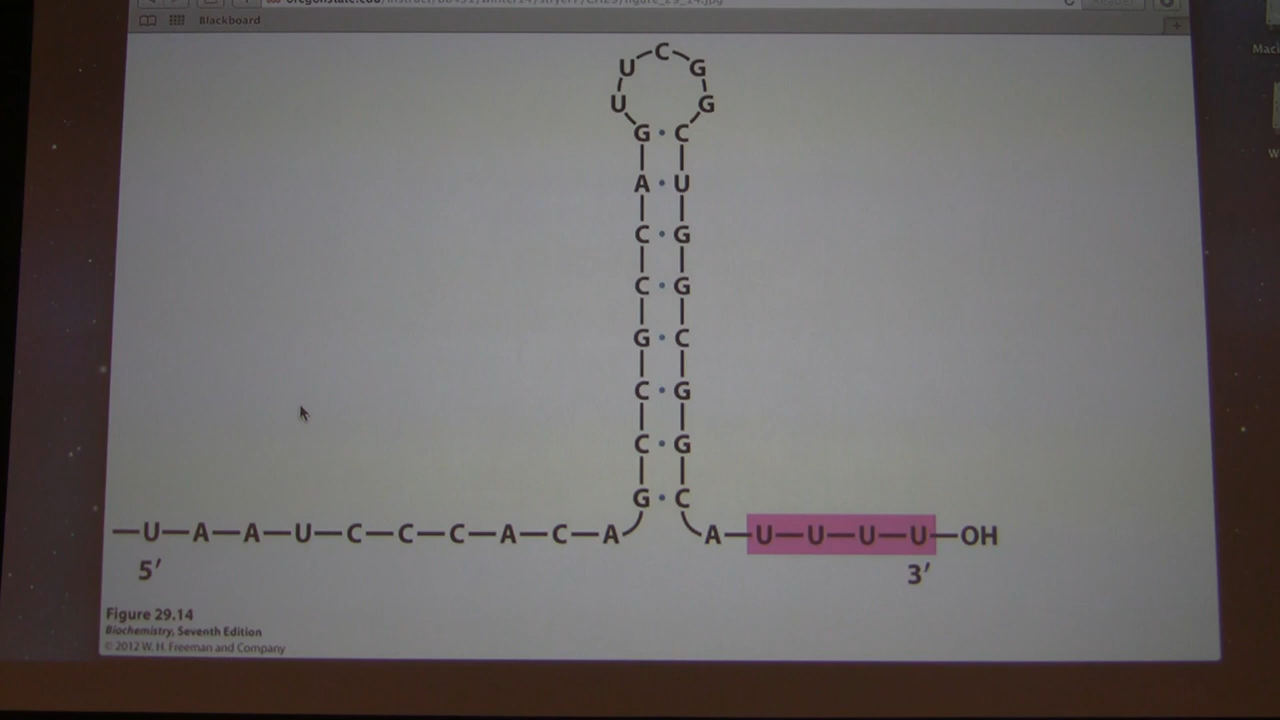 Blackboard
C
U G
U G
G • C
A • U
C • G
C • G
G • C
C • G
C • G
G • C
—U—A—A—U—C—C—C—A—C—A A—U—U—U—U—OH
5′ 3′
Figure 29.14
Biochemistry, Seventh Edition
© 2012 W. H. Freeman and Company